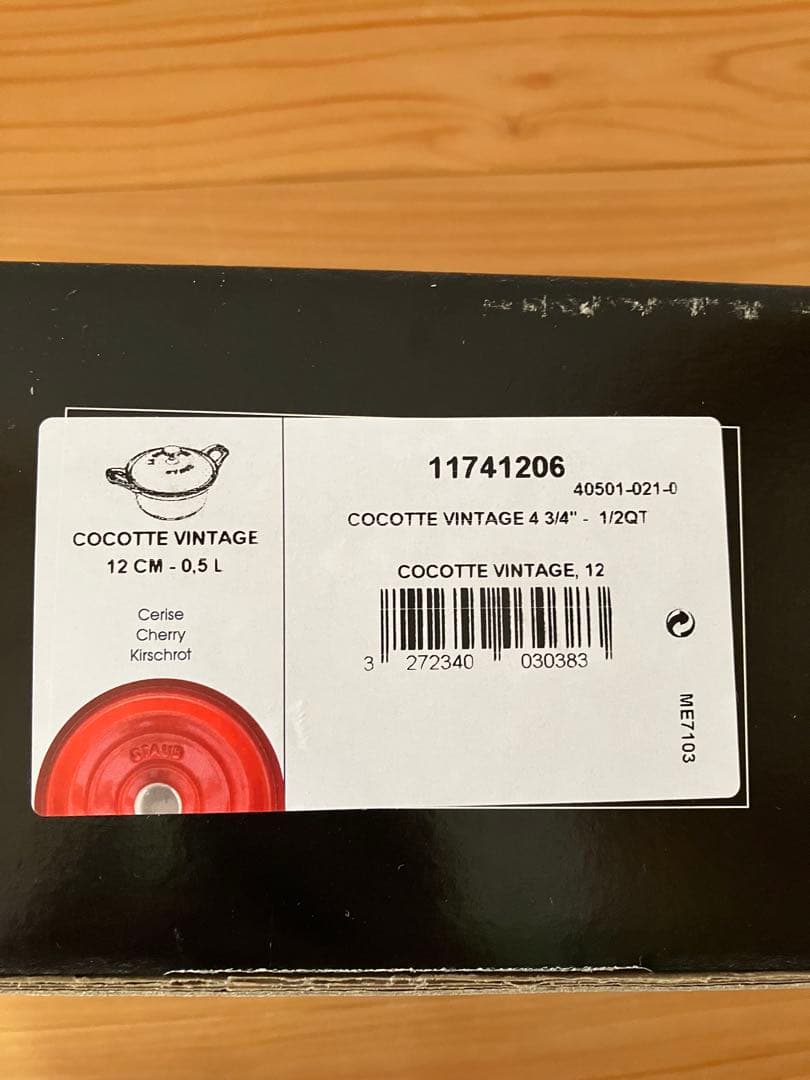 COCOTTE VINTAGE
12 CM - 0,5 L
Cerise
Cherry
Kirschrot
STAUB
11741206
40501-021-0
COCOTTE VINTAGE 4 3/4" - 1/2QT
COCOTTE VINTAGE, 12
3 272340 030383
ME7103